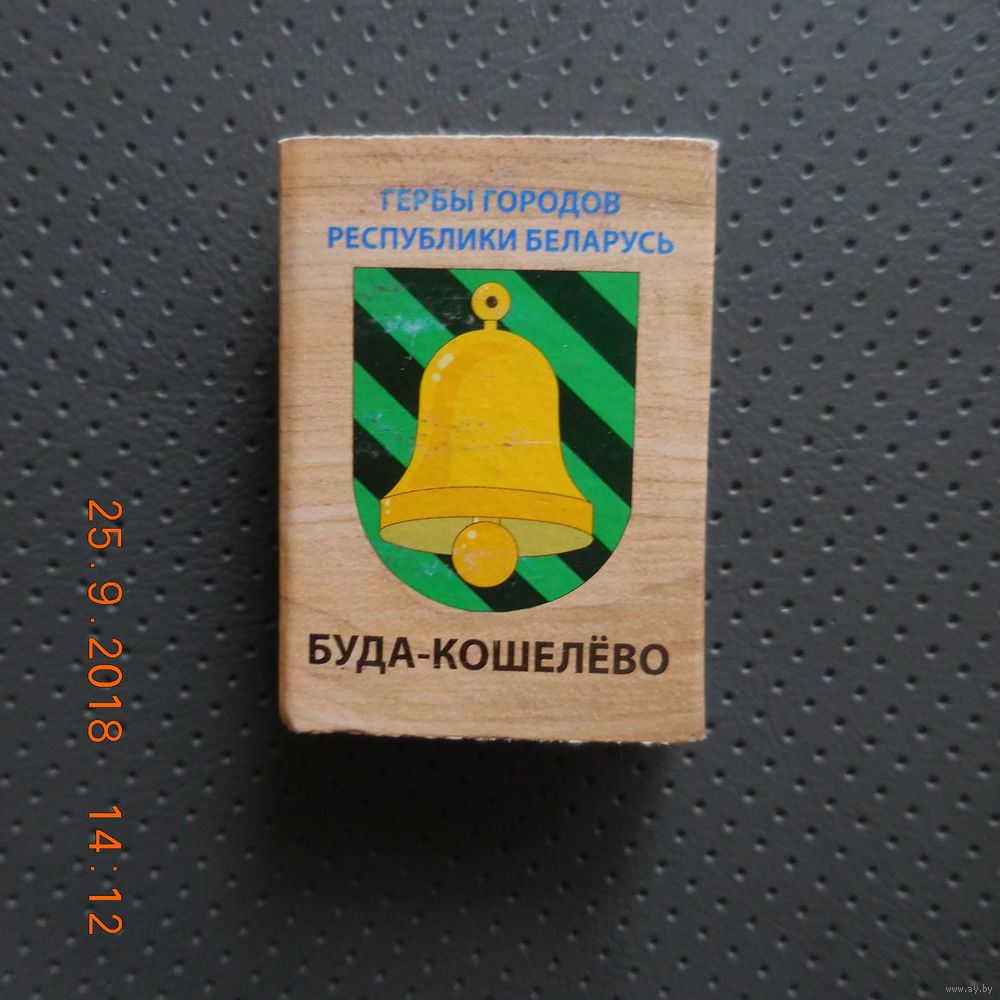 ГЕРБЫ ГОРОДОВ
РЕСПУБЛИКИ БЕЛАРУСЬ
БУДА-КОШЕЛЁВО
25.9.2018 14:12
www.ay.by